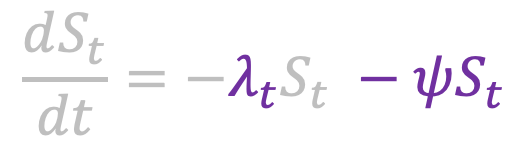 dS_t/dt = −λ_t S_t − ψS_t